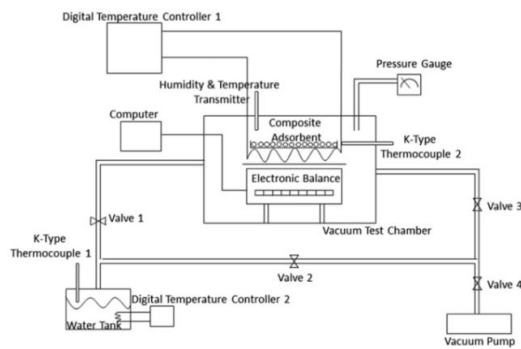 Digital Temperature Controller 1
Pressure Gauge
Humidity & Temperature
Transmitter
Computer
Composite
Adsorbent
K-Type
Thermocouple 2
Electronic Balance
Valve 1
Valve 3
K-Type
Thermocouple 1
Vacuum Test Chamber
Valve 2
Valve 4
Digital Temperature Controller 2
Water Tank
Vacuum Pump